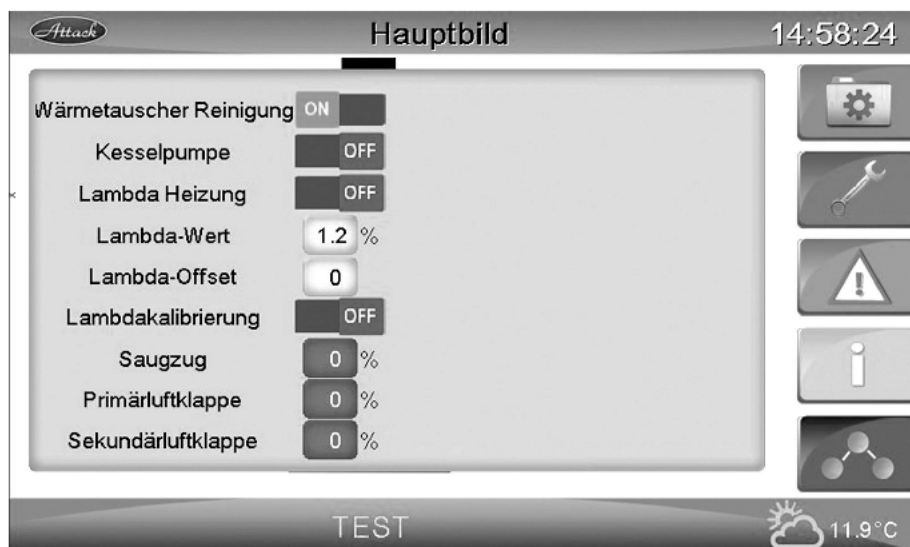 Attack
Hauptbild
14:58:24
Wärmetauscher Reinigung ON
Kesselpumpe OFF
Lambda Heizung OFF
Lambda-Wert 1.2 %
Lambda-Offset 0
Lambdakalibrierung OFF
Saugzug 0 %
Primärluftklappe 0 %
Sekundärluftklappe 0 %
TEST
11.9°C